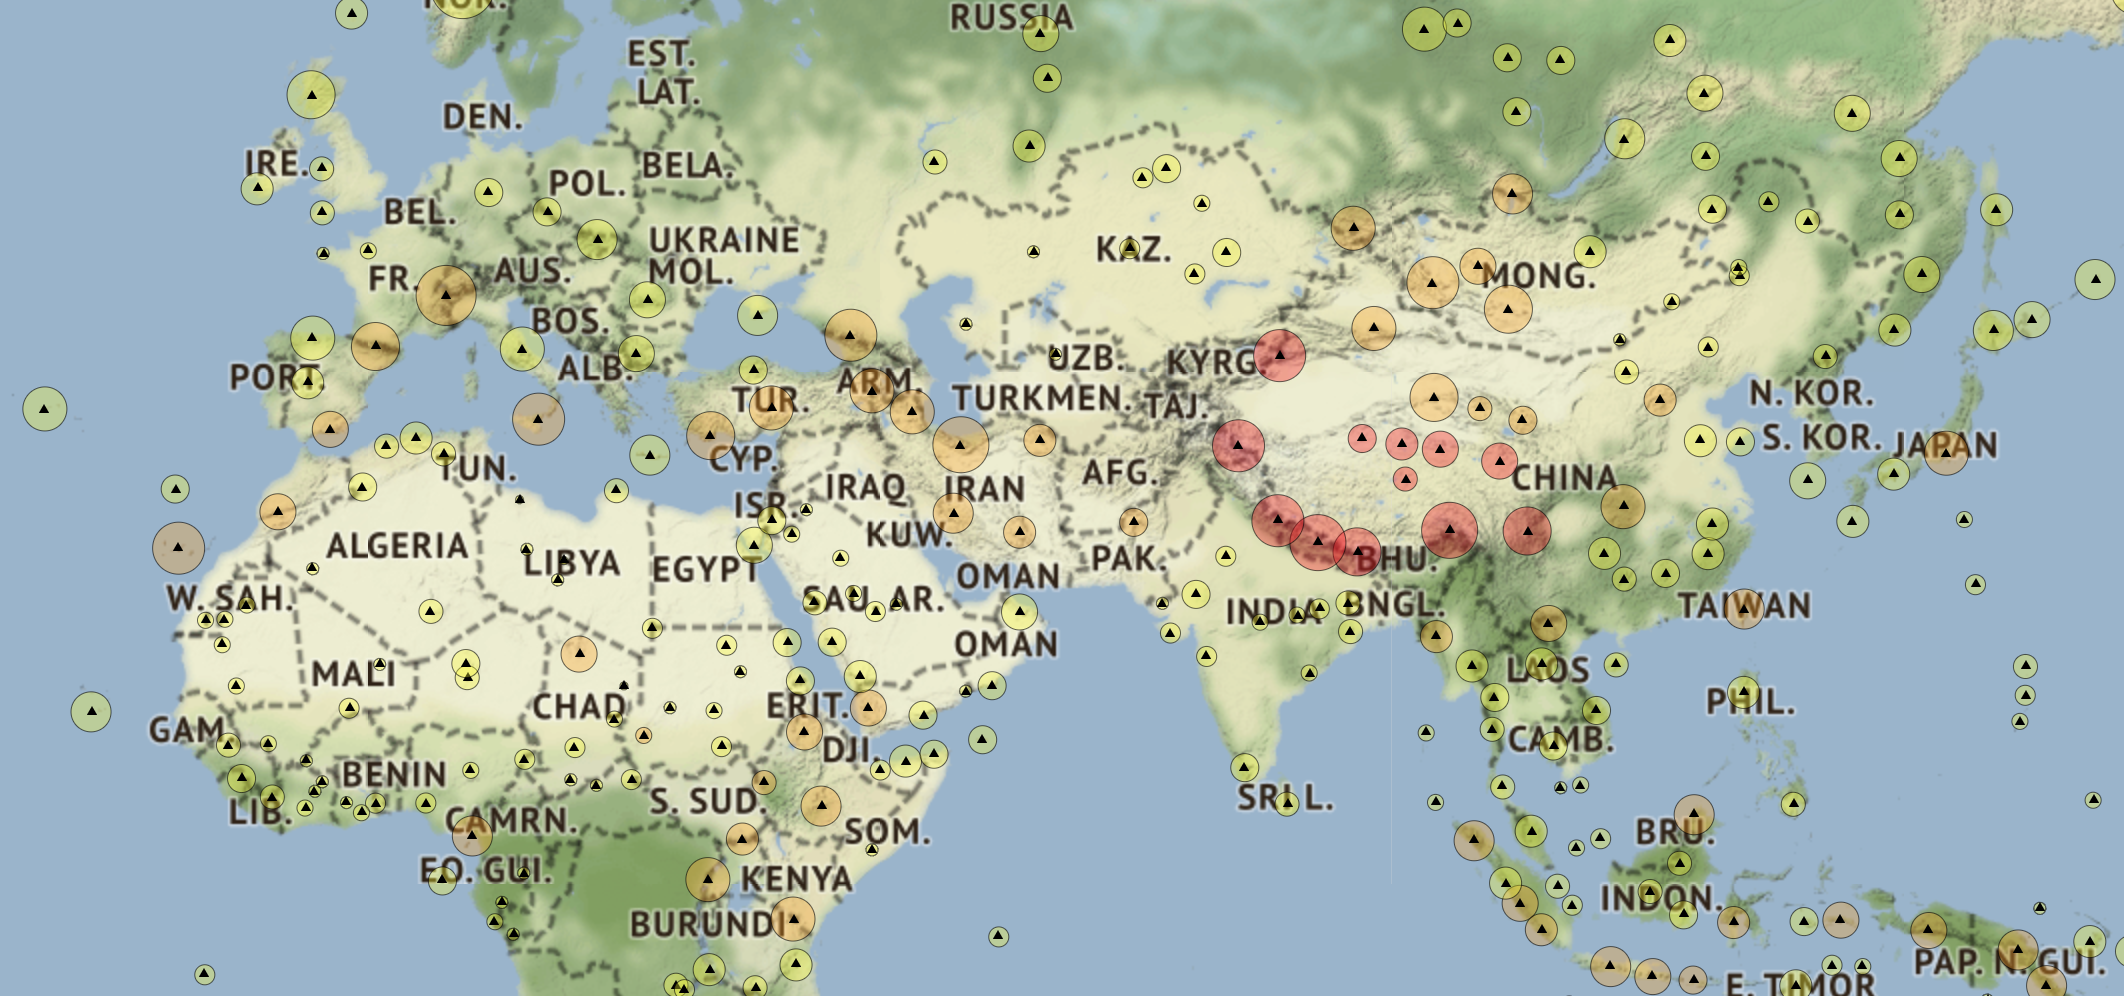 NOR.
RUSSIA
EST.
LAT.
DEN.
IRE.
BELA.
POL.
BEL.
UKRAINE
KAZ.
FR.
AUS.
MOL.
MONG.
BOS.
ALB.
UZB.
KYRG.
PORT.
ARM.
TUR.
TURKMEN.
TAJ.
N. KOR.
S. KOR.
JAPAN
TUN.
CYP.
AFG.
CHINA
ISR.
IRAQ
IRAN
ALGERIA
LIBYA
EGYPT
KUW.
PAK.
BHU.
OMAN
W. SAH.
SAU. AR.
INDIA
BNGL.
TAIWAN
OMAN
MALI
CHAD
ERIT.
LAOS
PHIL.
GAM.
DJI.
CAMB.
BENIN
S. SUD.
SRI L.
LIB.
CAMRN.
SOM.
BRU.
EQ. GUI.
KENYA
INDON.
BURUNDI
PAP. N. GUI.
E. TIMOR